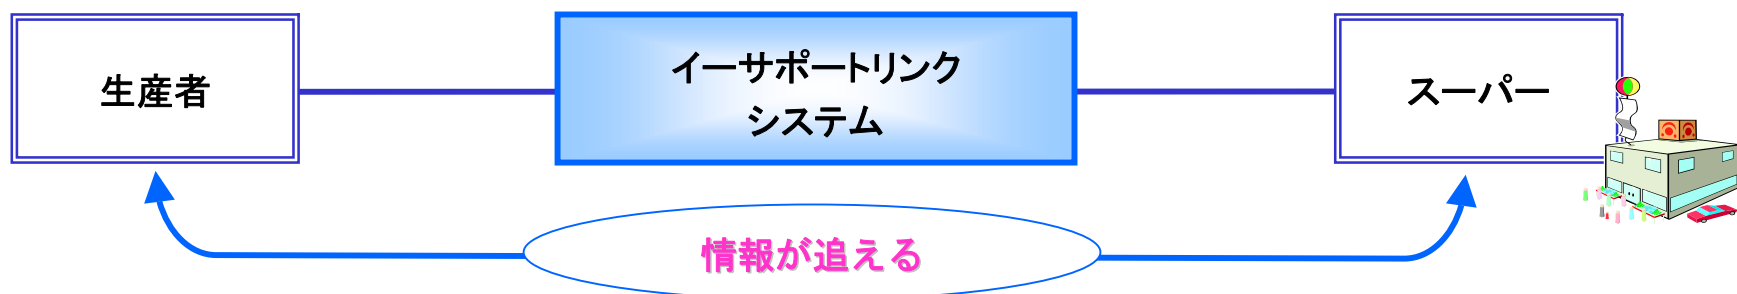 生産者
イーサポートリンク
システム
スーパー
情報が追える